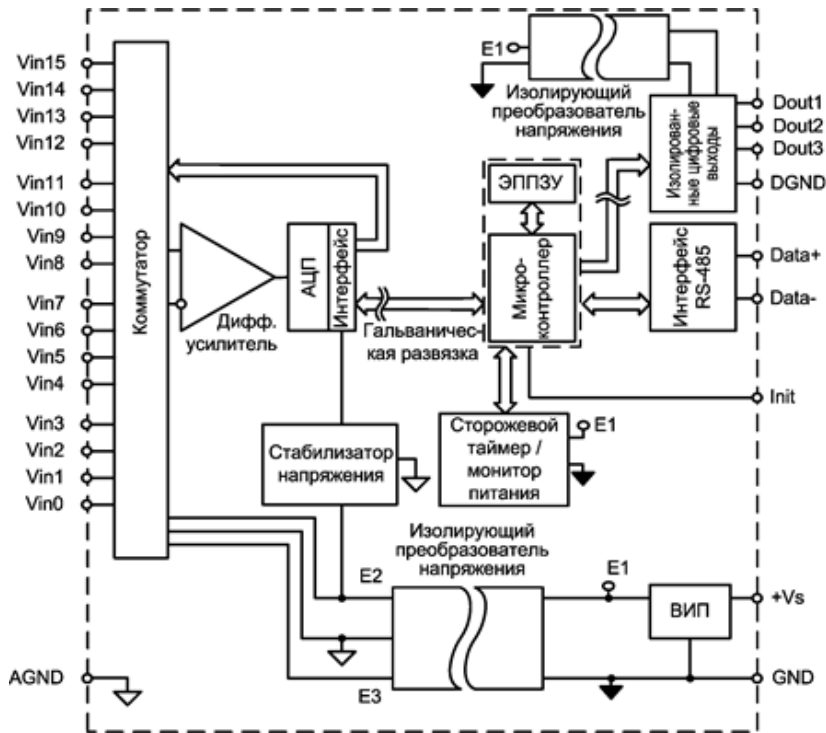 Vin15
Vin14
Vin13
Vin12
Vin11
Vin10
Vin9
Vin8
Vin7
Vin6
Vin5
Vin4
Vin3
Vin2
Vin1
Vin0
AGND
Коммутатор
Дифф.
усилитель
АЦП
Интерфейс
Гальваничес-
кая развязка
Стабилизатор
напряжения
E1
Изолирующий
преобразователь
напряжения
ЭППЗУ
Микро-
контроллер
Изолирован-
ные цифровые
выходы
Dout1
Dout2
Dout3
DGND
Интерфейс
RS-485
Data+
Data-
Init
Сторожевой
таймер /
монитор
питания
E1
Изолирующий
преобразователь
напряжения
E2
E3
E1
ВИП
+Vs
GND